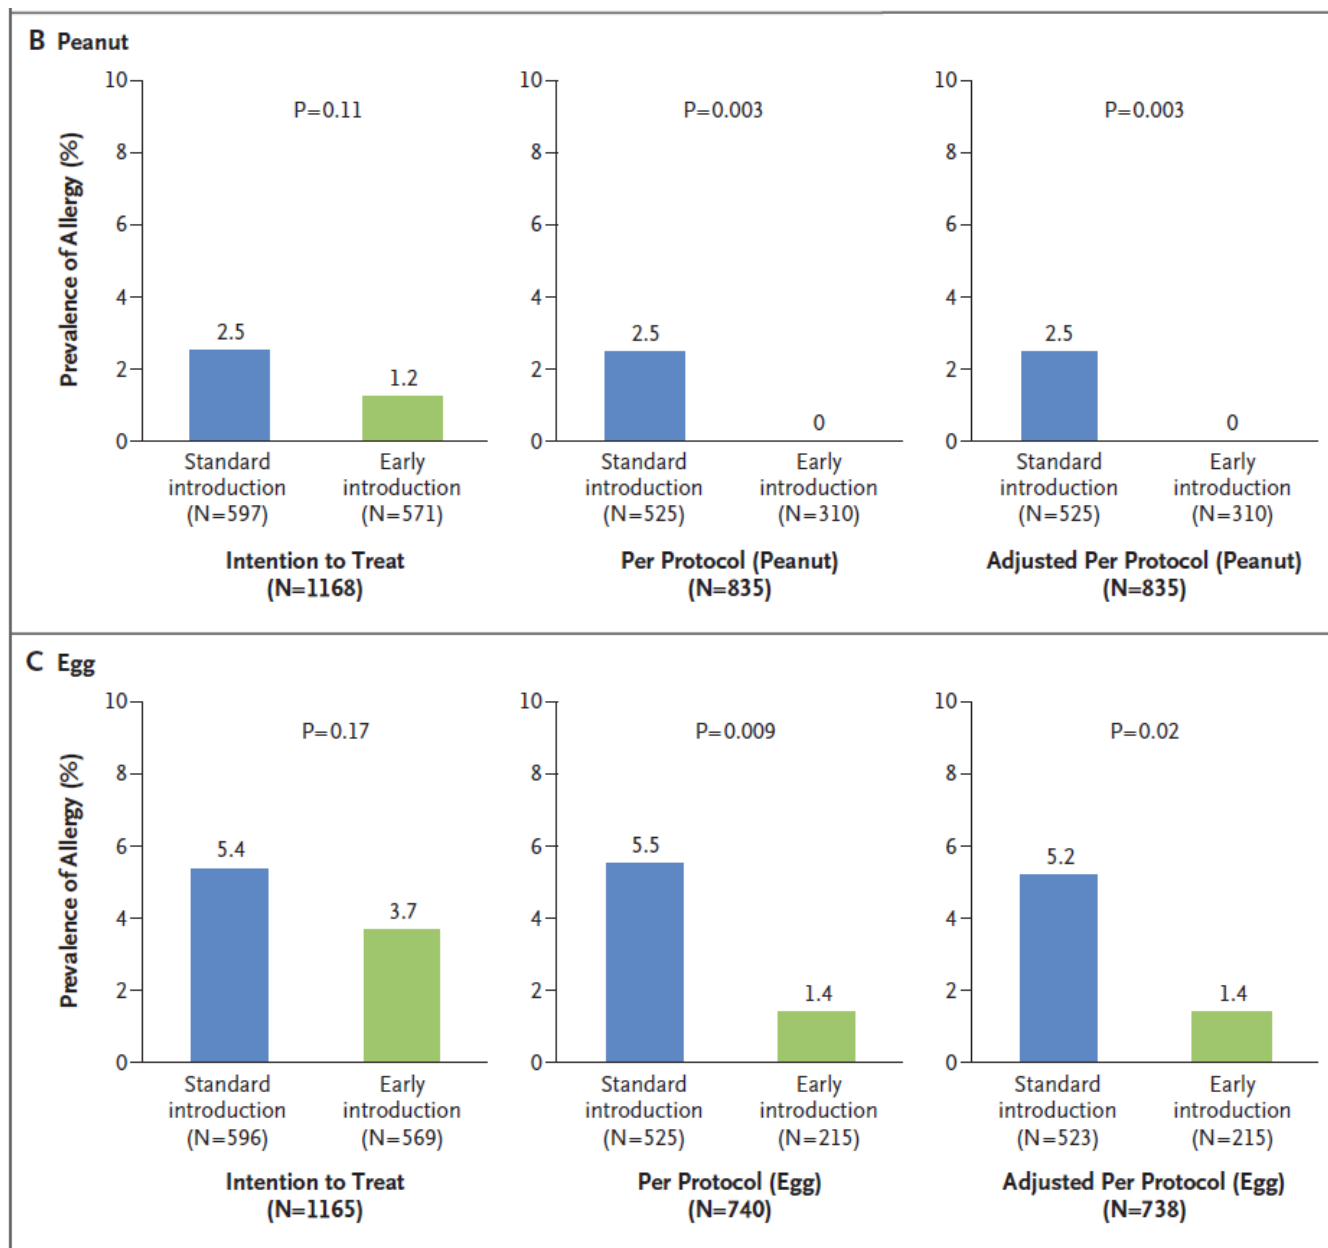 B Peanut
Prevalence of Allergy (%)
10
8
6
4
2
0
P=0.11
2.5
1.2
Standard introduction (N=597)
Early introduction (N=571)
Intention to Treat
(N=1168)
10
8
6
4
2
0
P=0.003
2.5
0
Standard introduction (N=525)
Early introduction (N=310)
Per Protocol (Peanut)
(N=835)
10
8
6
4
2
0
P=0.003
2.5
0
Standard introduction (N=525)
Early introduction (N=310)
Adjusted Per Protocol (Peanut)
(N=835)
C Egg
Prevalence of Allergy (%)
10
8
6
4
2
0
P=0.17
5.4
3.7
Standard introduction (N=596)
Early introduction (N=569)
Intention to Treat
(N=1165)
10
8
6
4
2
0
P=0.009
5.5
1.4
Standard introduction (N=525)
Early introduction (N=215)
Per Protocol (Egg)
(N=740)
10
8
6
4
2
0
P=0.02
5.2
1.4
Standard introduction (N=523)
Early introduction (N=215)
Adjusted Per Protocol (Egg)
(N=738)